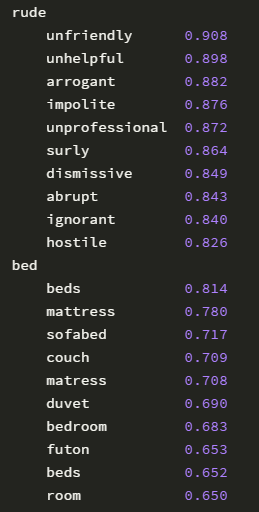 rude
unfriendly 0.908
unhelpful 0.898
arrogant 0.882
impolite 0.876
unprofessional 0.872
surly 0.864
dismissive 0.849
abrupt 0.843
ignorant 0.840
hostile 0.826
bed
beds 0.814
mattress 0.780
sofabed 0.717
couch 0.709
matress 0.708
duvet 0.690
bedroom 0.683
futon 0.653
beds 0.652
room 0.650